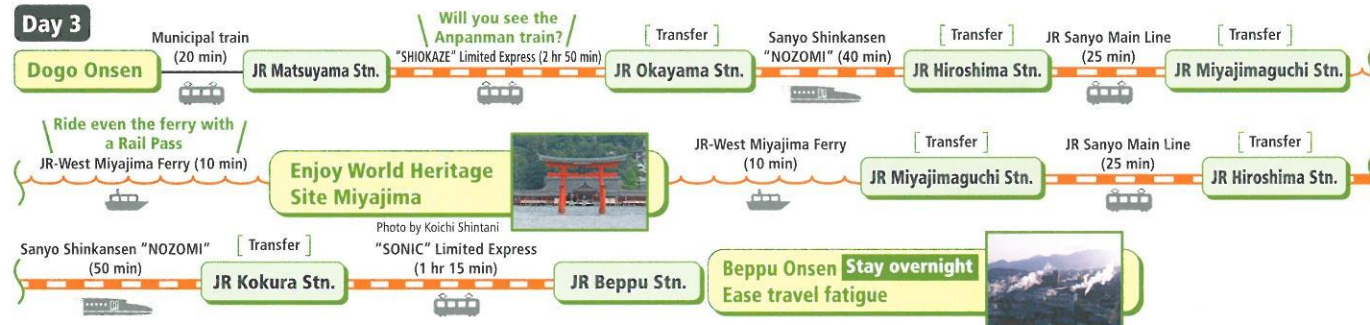 Day 3
Dogo Onsen
Municipal train
(20 min)
JR Matsuyama Stn.
Will you see the
Anpanman train?
"SHIOKAZE" Limited Express (2 hr 50 min)
[ Transfer ]
JR Okayama Stn.
Sanyo Shinkansen
"NOZOMI" (40 min)
[ Transfer ]
JR Hiroshima Stn.
JR Sanyo Main Line
(25 min)
[ Transfer ]
JR Miyajimaguchi Stn.
Ride even the ferry with
a Rail Pass
JR-West Miyajima Ferry (10 min)
Enjoy World Heritage
Site Miyajima
Photo by Koichi Shintani
JR-West Miyajima Ferry
(10 min)
[ Transfer ]
JR Miyajimaguchi Stn.
JR Sanyo Main Line
(25 min)
[ Transfer ]
JR Hiroshima Stn.
Sanyo Shinkansen "NOZOMI"
(50 min)
[ Transfer ]
JR Kokura Stn.
"SONIC" Limited Express
(1 hr 15 min)
JR Beppu Stn.
Beppu Onsen Stay overnight
Ease travel fatigue